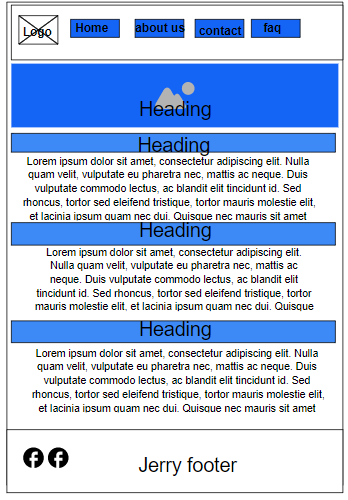 Logo Home about us contact faq
Heading
Heading
Lorem ipsum dolor sit amet, consectetur adipiscing elit. Nulla
quam velit, vulputate eu pharetra nec, mattis ac neque. Duis
vulputate commodo lectus, ac blandit elit tincidunt id. Sed
rhoncus, tortor sed eleifend tristique, tortor mauris elit,
et lacinia ipsum quam nec dui. Quisque nec mauris sit amet
Heading
Lorem ipsum dolor sit amet, consectetur adipiscing elit.
Nulla quam velit, vulputate eu pharetra nec, mattis ac
neque. Duis vulputate commodo lectus, ac blandit elit
tincidunt id. Sed rhoncus, tortor sed eleifend tristique, tortor
mauris molestie elit, et lacinia ipsum quam nec dui. Quisque
Heading
Lorem ipsum dolor sit amet, consectetur adipiscing elit. Nulla
quam velit, vulputate eu pharetra nec, mattis ac neque. Duis
vulputate commodo lectus, ac blandit elit tincidunt id. Sed
rhoncus, tortor sed eleifend tristique, tortor mauris molestie elit,
et lacinia ipsum quam nec dui. Quisque nec mauris sit amet
Jerry footer